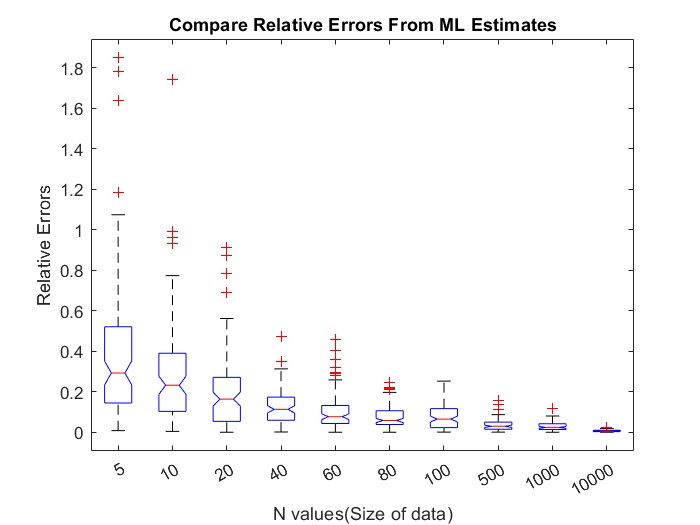 Compare Relative Errors From ML Estimates
Relative Errors
1.8
1.6
1.4
1.2
1
0.8
0.6
0.4
0.2
0
5 10 20 40 60 80 100 500 1000 10000
N values(Size of data)